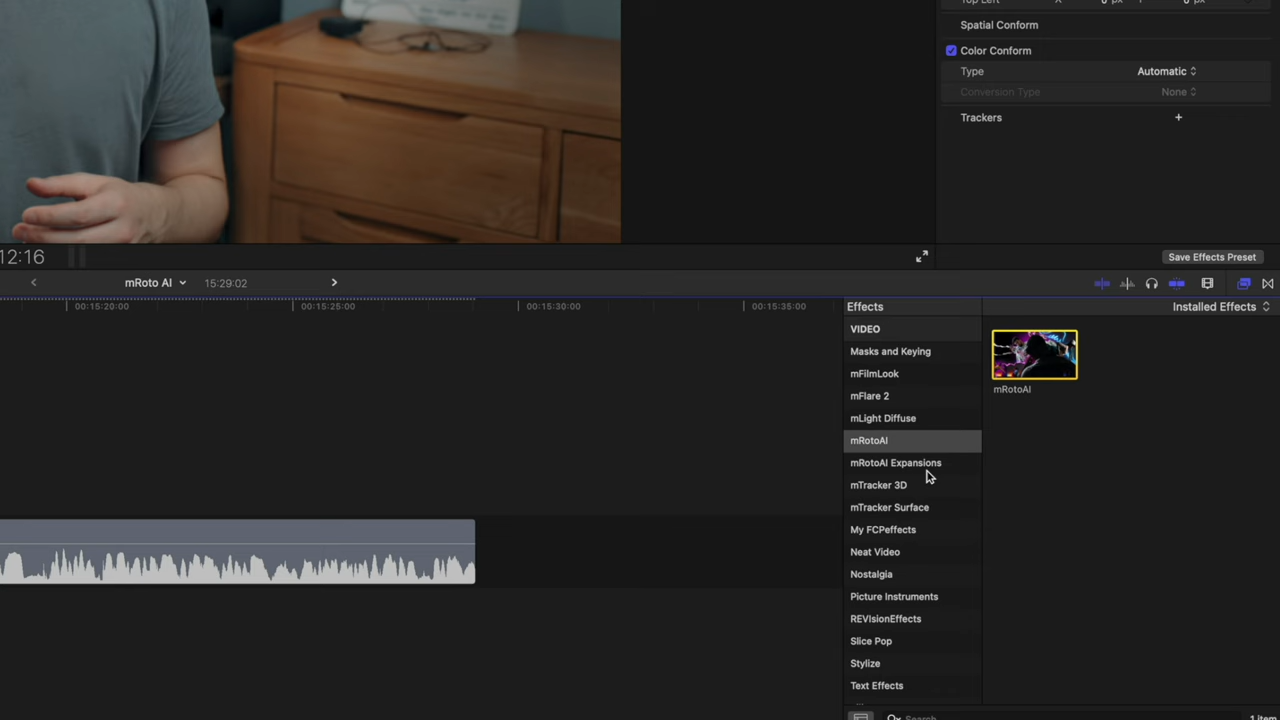 Spatial Conform
Color Conform
Type Automatic
Conversion Type None
Trackers +
12:16
Save Effects Preset
mRoto AI 15:29:02
00:15:20:00 00:15:25:00 00:15:30:00 00:15:35:00
Effects Installed Effects
VIDEO
Masks and Keying
mFilmLook
mFlare 2
mLight Diffuse
mRotoAI
mRotoAI Expansions
mTracker 3D
mTracker Surface
My FCPeffects
Neat Video
Nostalgia
Picture Instruments
REVisionEffects
Slice Pop
Stylize
Text Effects
mRotoAI
Search
1 item